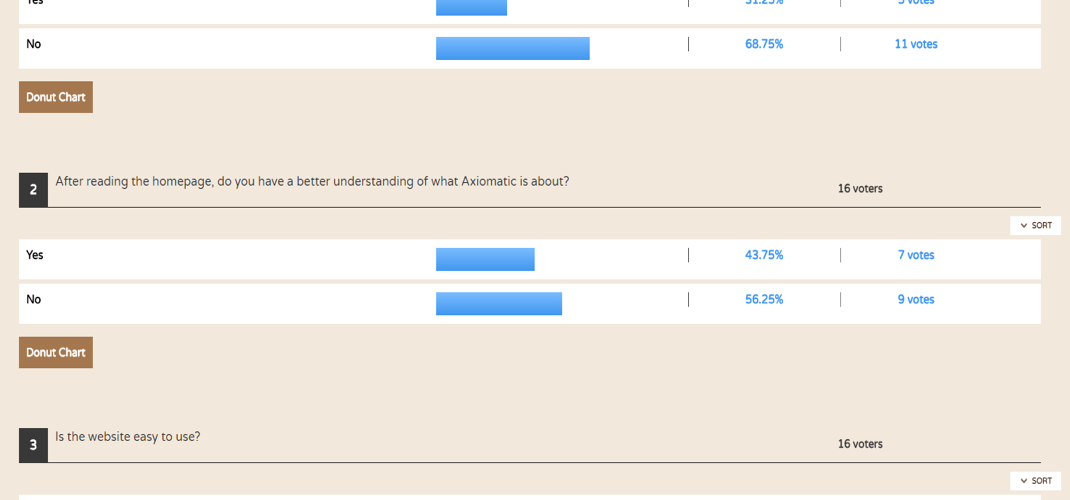 Yes 31.25% 5 votes
No 68.75% 11 votes
Donut Chart
2 After reading the homepage, do you have a better understanding of what Axiomatic is about? 16 voters
SORT
Yes 43.75% 7 votes
No 56.25% 9 votes
Donut Chart
3 Is the website easy to use? 16 voters
SORT